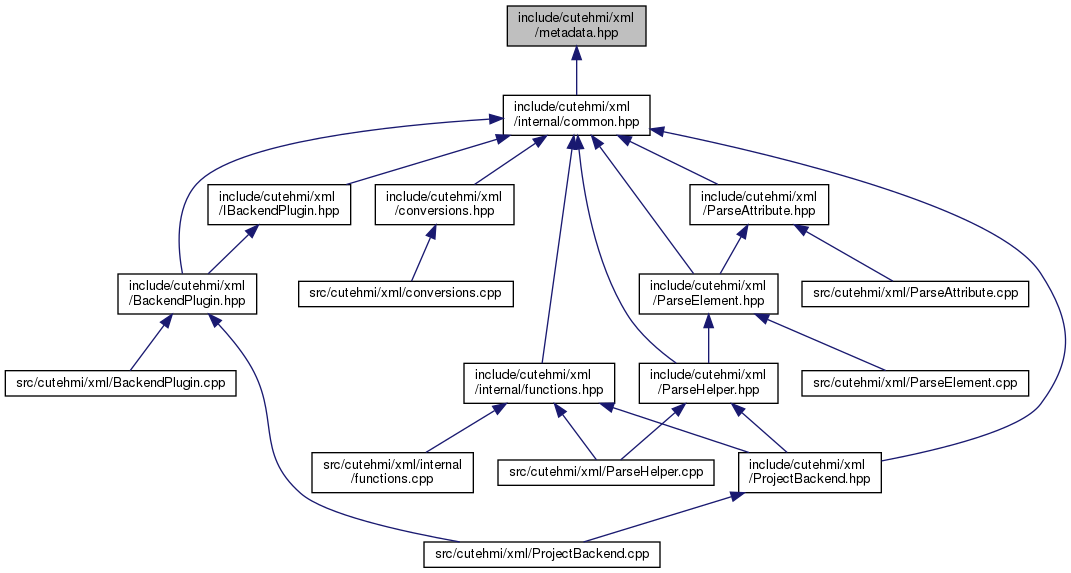 include/cutehmi/xml
/metadata.hpp
include/cutehmi/xml
/internal/common.hpp
include/cutehmi/xml
/IBackendPlugin.hpp
include/cutehmi/xml
/conversions.hpp
include/cutehmi/xml
/ParseAttribute.hpp
include/cutehmi/xml
/BackendPlugin.hpp
src/cutehmi/xml/conversions.cpp
include/cutehmi/xml
/ParseElement.hpp
src/cutehmi/xml/ParseAttribute.cpp
src/cutehmi/xml/BackendPlugin.cpp
include/cutehmi/xml
/internal/functions.hpp
include/cutehmi/xml
/ParseHelper.hpp
src/cutehmi/xml/ParseElement.cpp
src/cutehmi/xml/internal
/functions.cpp
src/cutehmi/xml/ParseHelper.cpp
include/cutehmi/xml
/ProjectBackend.hpp
src/cutehmi/xml/ProjectBackend.cpp